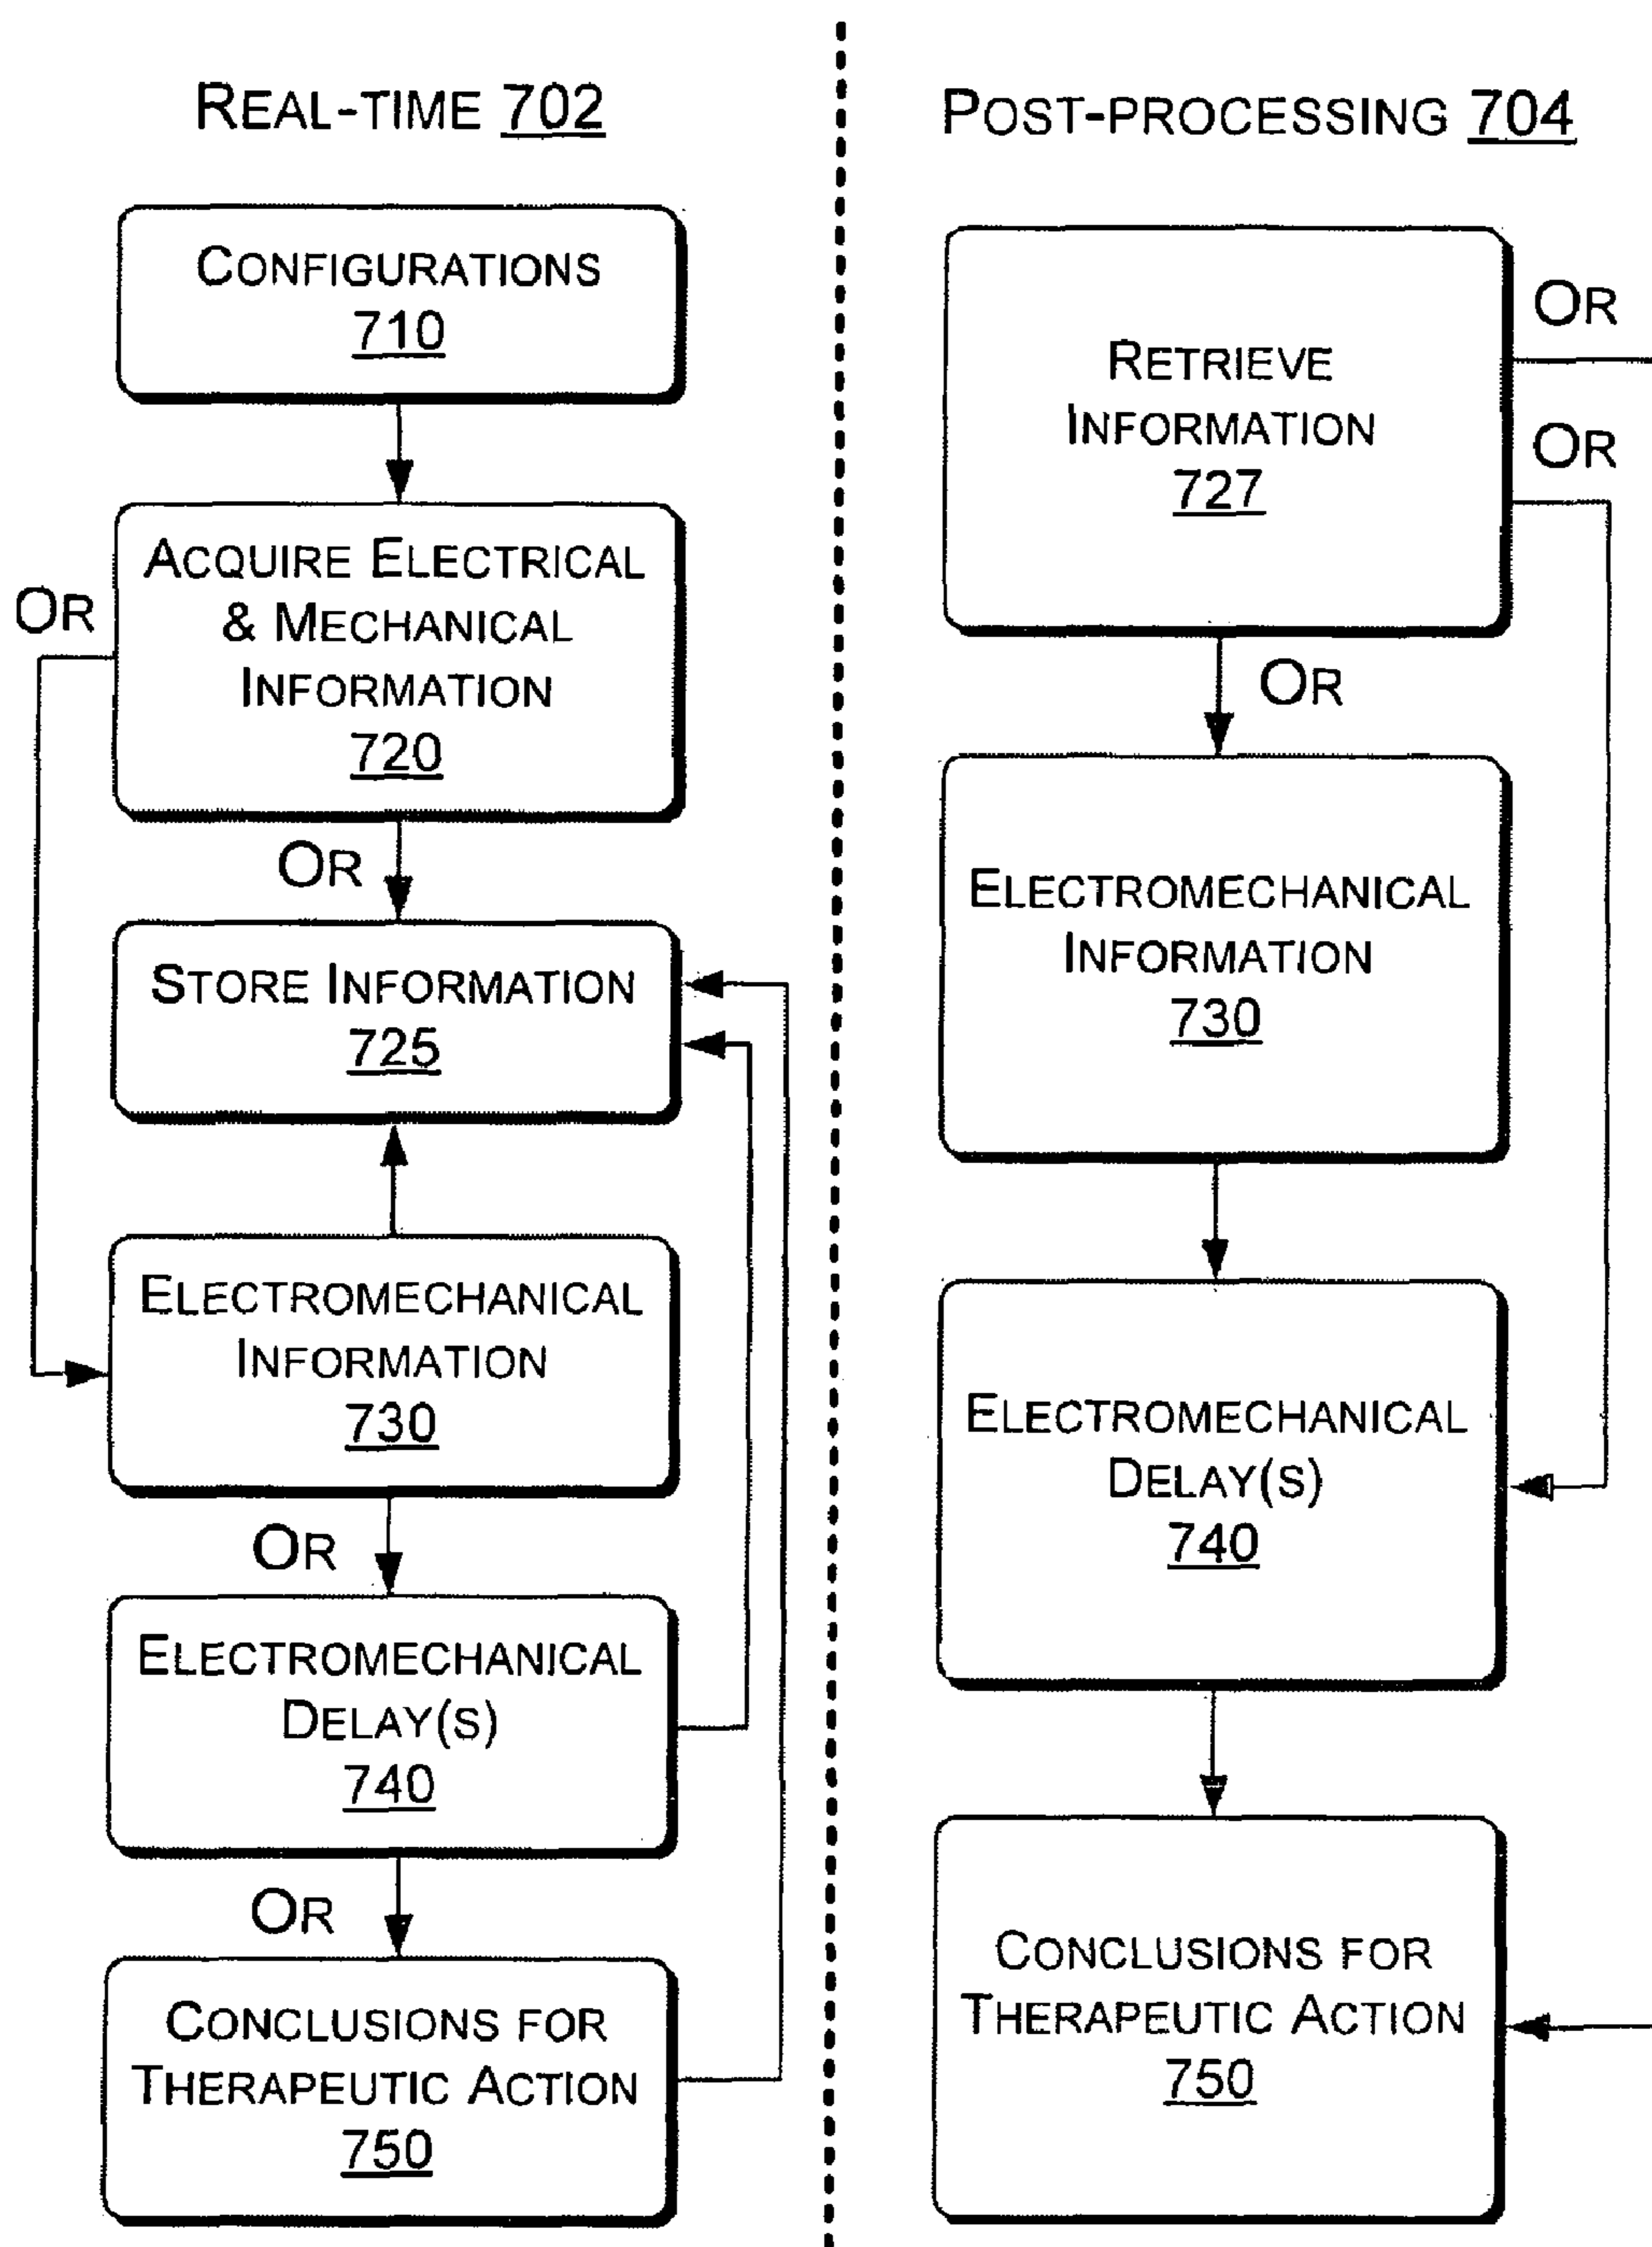 REAL-TIME 702
CONFIGURATIONS
710
ACQUIRE ELECTRICAL
& MECHANICAL
INFORMATION
720
OR
OR
STORE INFORMATION
725
ELECTROMECHANICAL
INFORMATION
730
OR
ELECTROMECHANICAL
DELAY(S)
740
OR
CONCLUSIONS FOR
THERAPEUTIC ACTION
750
POST-PROCESSING 704
RETRIEVE
INFORMATION
727
OR
OR
OR
ELECTROMECHANICAL
INFORMATION
730
ELECTROMECHANICAL
DELAY(S)
740
CONCLUSIONS FOR
THERAPEUTIC ACTION
750